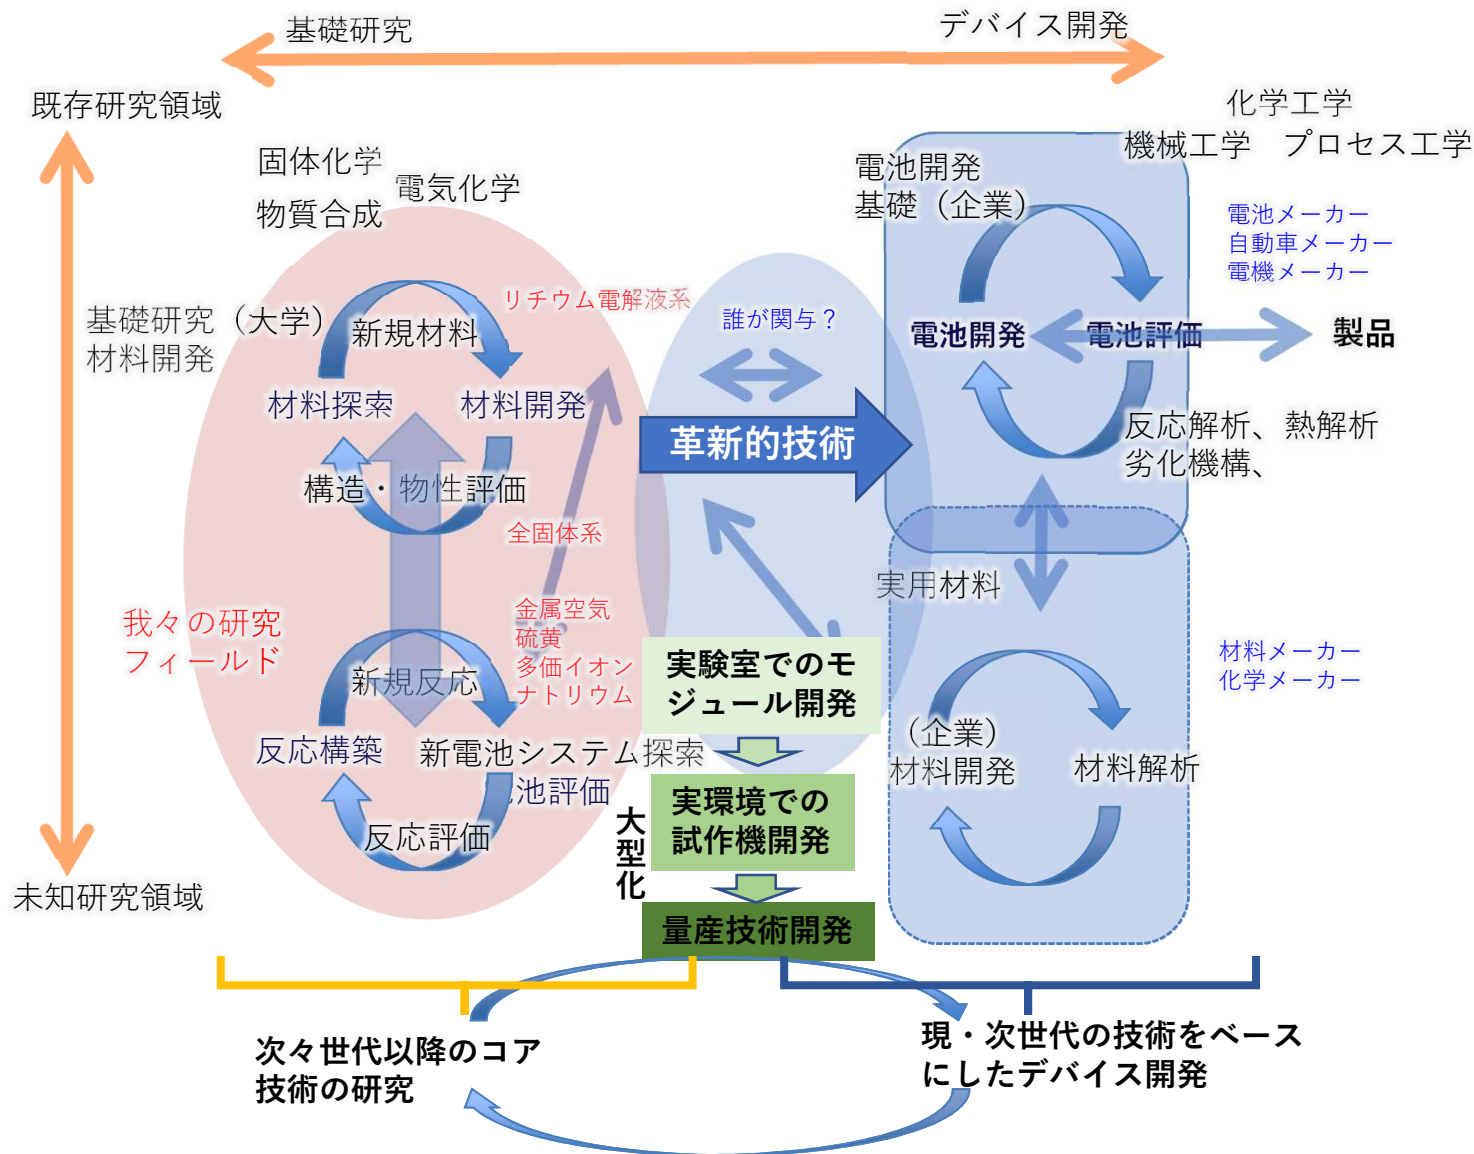 基礎研究
デバイス開発
既存研究領域
化学工学
機械工学　プロセス工学
固体化学
電気化学
物質合成
電池開発
基礎（企業）
電池メーカー
自動車メーカー
電機メーカー
リチウム電解液系
誰が関与？
基礎研究（大学）
材料開発
新規材料
電池開発
電池評価
製品
材料探索
材料開発
革新的技術
反応解析、熱解析
劣化機構、
構造・物性評価
全固体系
実用材料
我々の研究
フィールド
金属空気
硫黄
多価イオン
ナトリウム
新規反応
実験室でのモ
ジュール開発
材料メーカー
化学メーカー
反応構築
新電池システム探索
電池評価
（企業）
材料開発
材料解析
反応評価
大型化
実環境での
試作機開発
未知研究領域
量産技術開発
次々世代以降のコア
技術の研究
現・次世代の技術をベース
にしたデバイス開発